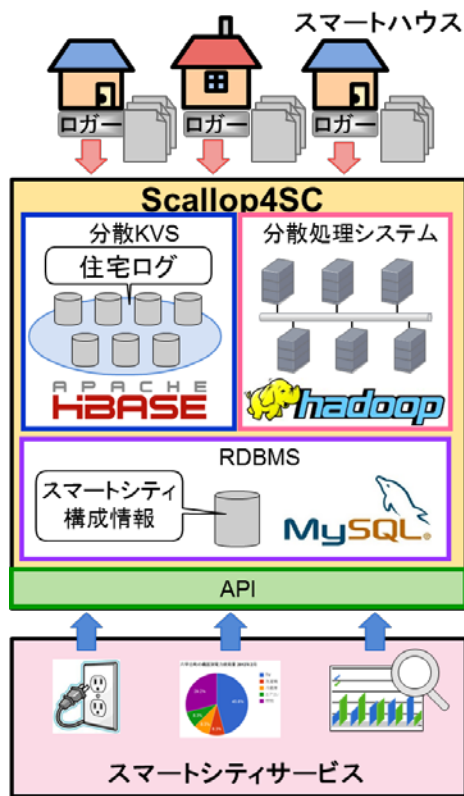 スマートハウス
ロガー
ロガー
ロガー
Scallop4SC
分散KVS
住宅ログ
APACHE
HBASE
分散処理システム
hadoop
RDBMS
スマートシティ
構成情報
MySQL®
API
スマートシティサービス